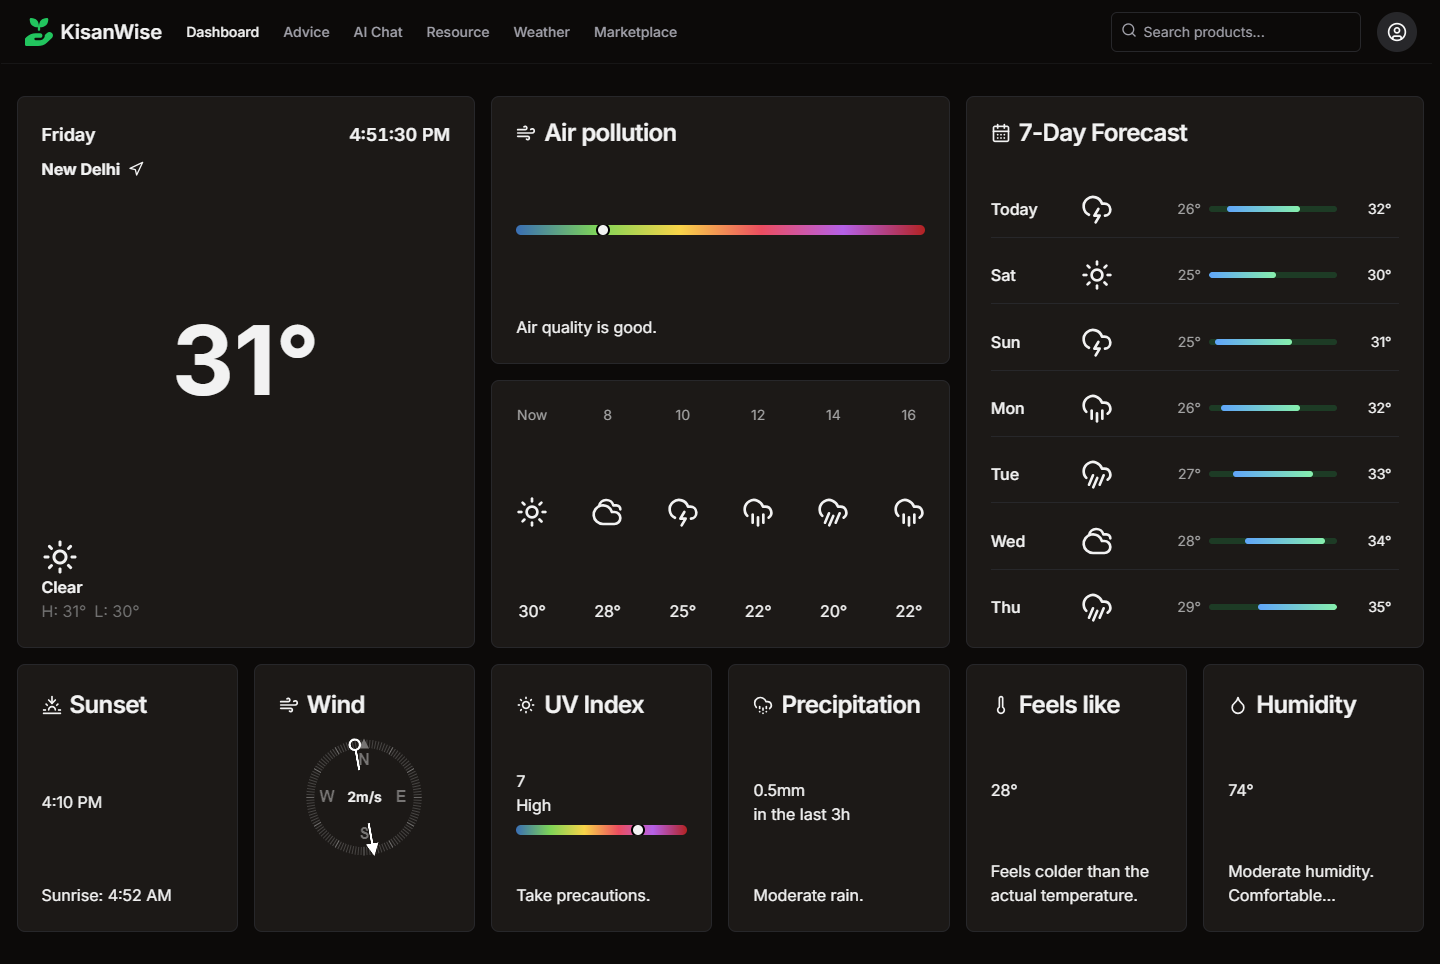 KisanWise
Dashboard
Advice
AI Chat
Resource
Weather
Marketplace
Search products...
Friday
4:51:30 PM
New Delhi
31°
Clear
H: 31° L: 30°
Air pollution
Air quality is good.
Now 8 10 12 14 16
30° 28° 25° 22° 20° 22°
7-Day Forecast
Today 26° 32°
Sat 25° 30°
Sun 25° 31°
Mon 26° 32°
Tue 27° 33°
Wed 28° 34°
Thu 29° 35°
Sunset
4:10 PM
Sunrise: 4:52 AM
Wind
N
W 2m/s E
S
UV Index
7
High
Take precautions.
Precipitation
0.5mm
in the last 3h
Moderate rain.
Feels like
28°
Feels colder than the
actual temperature.
Humidity
74°
Moderate humidity.
Comfortable...